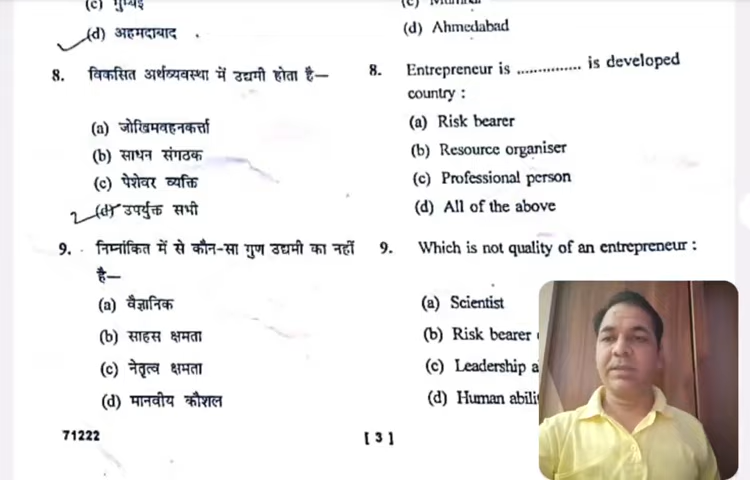 (d) अहमदाबाद
8. विकसित अर्थव्यवस्था में उद्यमी होता है—
(a) जोखिमवहनकर्त्ता
(b) साधन संगठक
(c) पेशेवर व्यक्ति
(d) उपर्युक्त सभी
9. निम्नांकित में से कौन-सा गुण उद्यमी का नहीं
है—
(a) वैज्ञानिक
(b) साहस क्षमता
(c) नेतृत्व क्षमता
(d) मानवीय कौशल
71222
(d) Ahmedabad
8. Entrepreneur is .............. is developed
country :
(a) Risk bearer
(b) Resource organiser
(c) Professional person
(d) All of the above
9. Which is not quality of an entrepreneur :
(a) Scientist
(b) Risk bearer
(c) Leadership
(d) Human
[ 3 ]